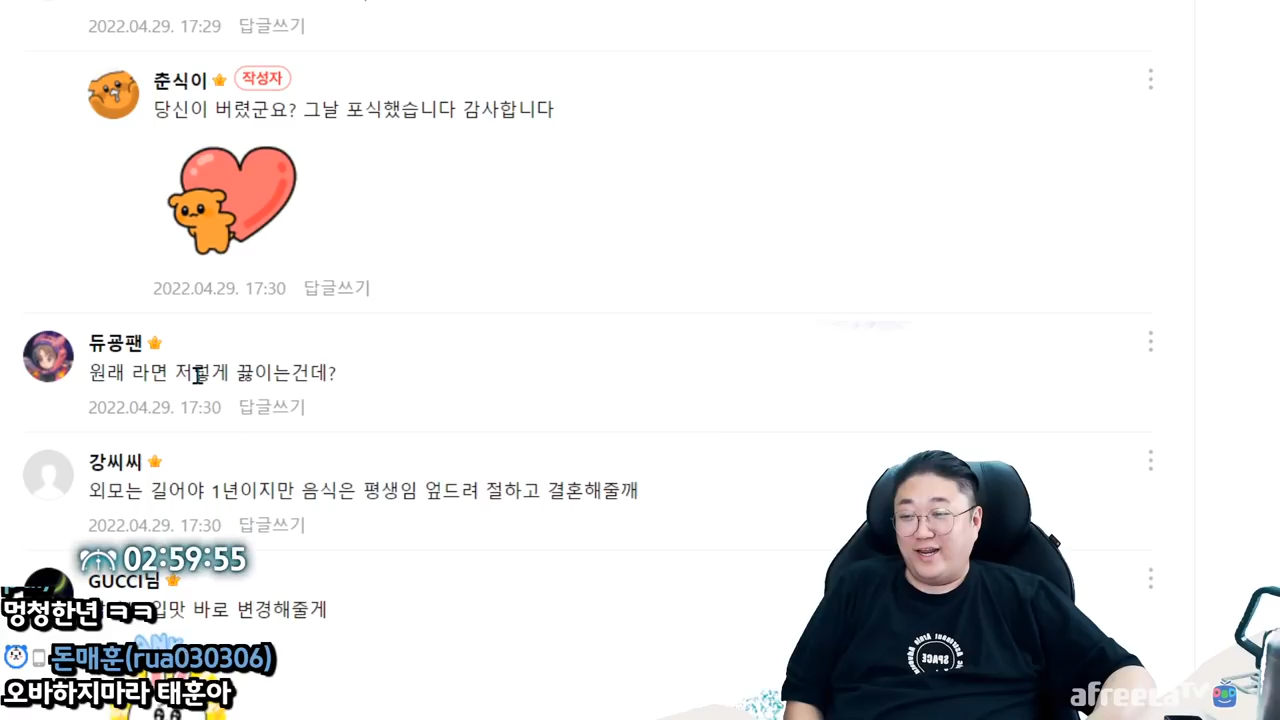 2022.04.29. 17:29 답글쓰기
춘식이 작성자
당신이 버렸군요? 그날 포식했습니다 감사합니다
2022.04.29. 17:30 답글쓰기
듀굥팬
원래 라면 저렇게 끓이는건데?
2022.04.29. 17:30 답글쓰기
강씨씨
외모는 길어야 1년이지만 음식은 평생임 엎드려 절하고 결혼해줄깨
2022.04.29. 17:30 답글쓰기
02:59:55
GUCCI님
입맛 바로 변경해줄게
멍청한년 ㅋㅋ
돈매훈(rua030306)
오바하지마라 태훈아
SPACE
afreecaTV